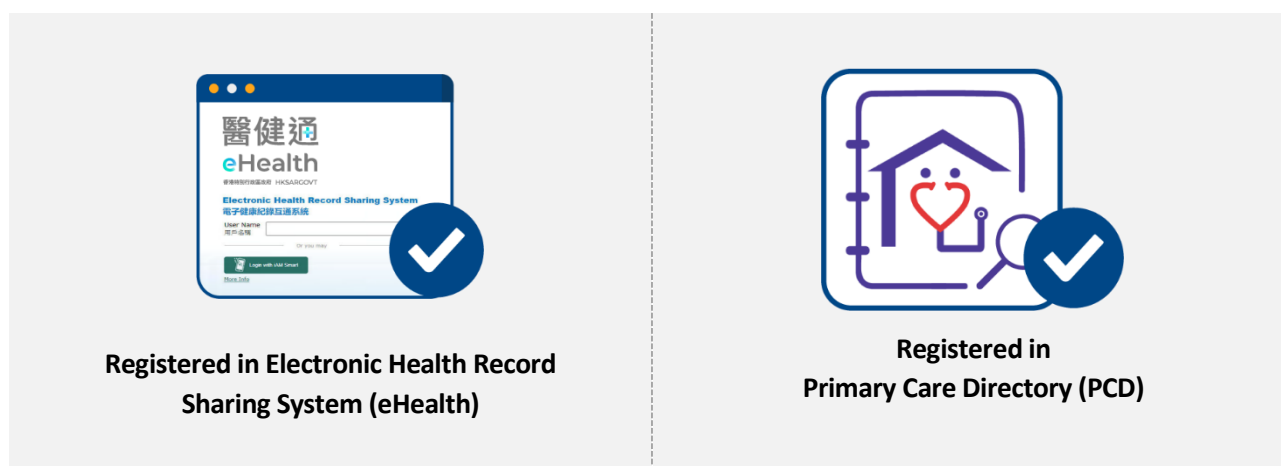 醫健通
eHealth
香港特別行政區政府 HKSARGOVT
Electronic Health Record Sharing System
電子健康紀錄互通系統
User Name
用戶名稱
Or you may
Login with iAM Smart
More Info
Registered in Electronic Health Record
Sharing System (eHealth)
Registered in
Primary Care Directory (PCD)